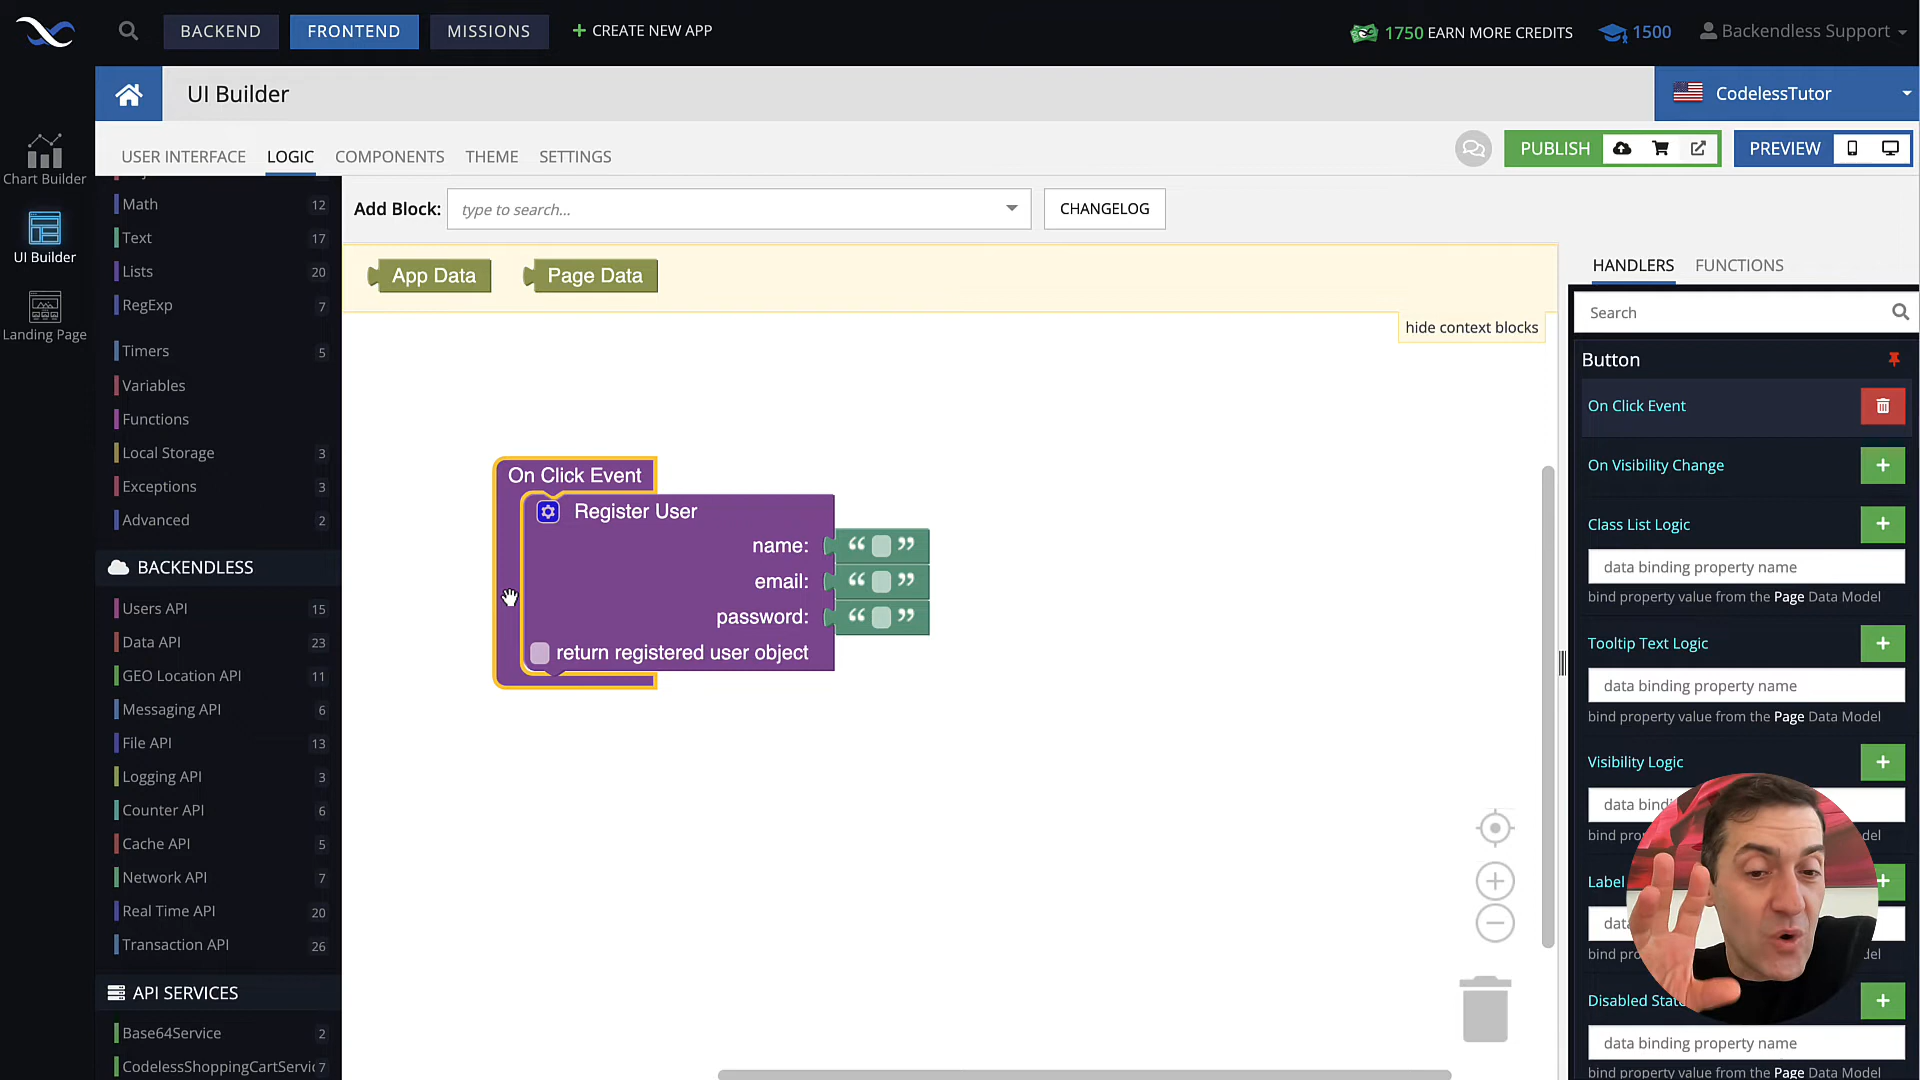 BACKEND
FRONTEND
MISSIONS
+ CREATE NEW APP
1750 EARN MORE CREDITS
1500
Backendless Support
UI Builder
CodelessTutor
USER INTERFACE
LOGIC
COMPONENTS
THEME
SETTINGS
PUBLISH
PREVIEW
Chart Builder
UI Builder
Landing Page
Math 12
Text 17
Lists 20
RegExp 7
Timers 5
Variables
Functions
Local Storage 3
Exceptions 3
Advanced 2
BACKENDLESS
Users API 15
Data API 23
GEO Location API 11
Messaging API 6
File API 13
Logging API 3
Counter API 6
Cache API 5
Network API 7
Real Time API 20
Transaction API 26
API SERVICES
Base64Service 2
CodelessShoppingCartServic 7
Add Block:
type to search...
CHANGELOG
App Data
Page Data
hide context blocks
On Click Event
Register User
name: “ ”
email: “ ”
password: “ ”
return registered user object
HANDLERS
FUNCTIONS
Search
Button
On Click Event
On Visibility Change
Class List Logic
data binding property name
bind property value from the Page Data Model
Tooltip Text Logic
data binding property name
bind property value from the Page Data Model
Visibility Logic
data bind
bind pro
del
Label
data
bind pro
del
Disabled State
data binding property name
bind property value from the Page Data Model